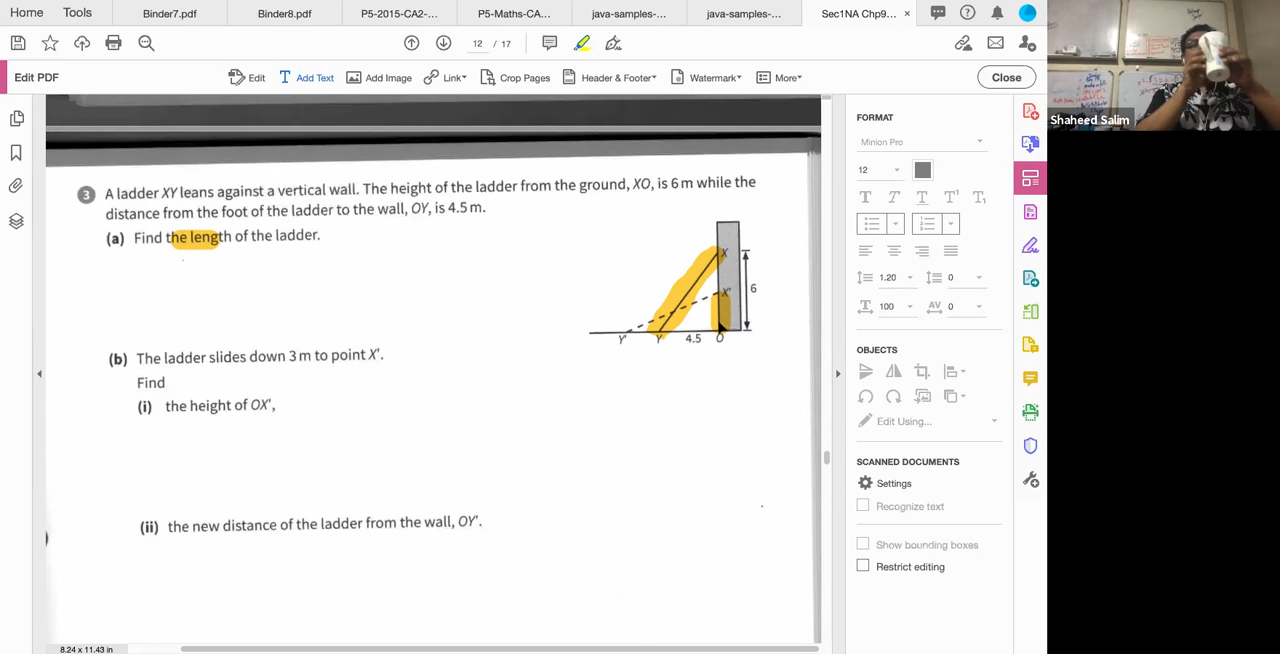 Home Tools Binder7.pdf Binder8.pdf P5-2015-CA2-... P5-Maths-CA... java-samples-... java-samples-... Sec1NA Chp9... ×
12 / 17
Edit PDF Edit Add Text Add Image Link Crop Pages Header & Footer Watermark More Close
Shaheed Salim
3 A ladder XY leans against a vertical wall. The height of the ladder from the ground, XO, is 6 m while the
distance from the foot of the ladder to the wall, OY, is 4.5 m.
(a) Find the length of the ladder.
X
X'
6
Y' Y 4.5 O
(b) The ladder slides down 3 m to point X'.
Find
(i) the height of OX',
(ii) the new distance of the ladder from the wall, OY'.
8.24 x 11.43 in
FORMAT
Minion Pro
12
T T T T¹ T₁
1.20 0
100 AV 0
OBJECTS
Edit Using...
SCANNED DOCUMENTS
Settings
Recognize text
Show bounding boxes
Restrict editing